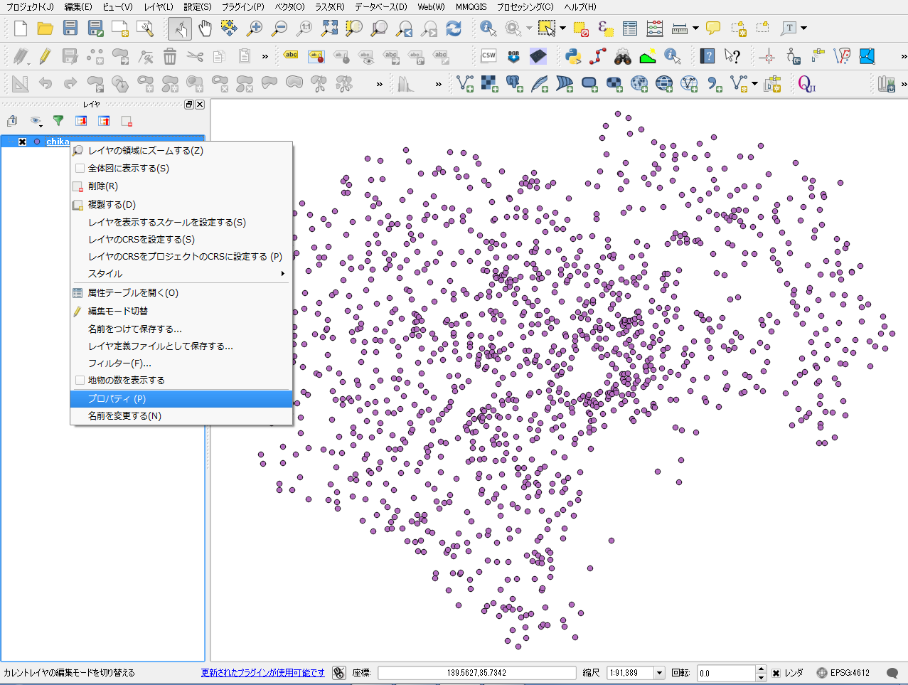 プロジェクト(J) 編集(E) ビュー(V) レイヤ(L) 設定(S) プラグイン(P) ベクタ(O) ラスタ(R) データベース(D) Web(W) MMQGIS プロセッシング(C) ヘルプ(H)
abc
CSW
レイヤ
chika
レイヤの領域にズームする(Z)
全体図に表示する(S)
削除(R)
複製する(D)
レイヤを表示するスケールを設定する(S)
レイヤのCRSを設定する(S)
レイヤのCRSをプロジェクトのCRSに設定する (P)
スタイル
属性テーブルを開く(O)
編集モード切替
名前をつけて保存する...
レイヤ定義ファイルとして保存する...
フィルター(F)...
地物の数を表示する
プロパティ (P)
名前を変更する(N)
カレントレイヤの編集モードを切り替える 更新されたプラグインが使用可能です 座標: 139.5627,35.7342 縮尺 1:91,389 回転: 0.0 レンダ EPSG:4612